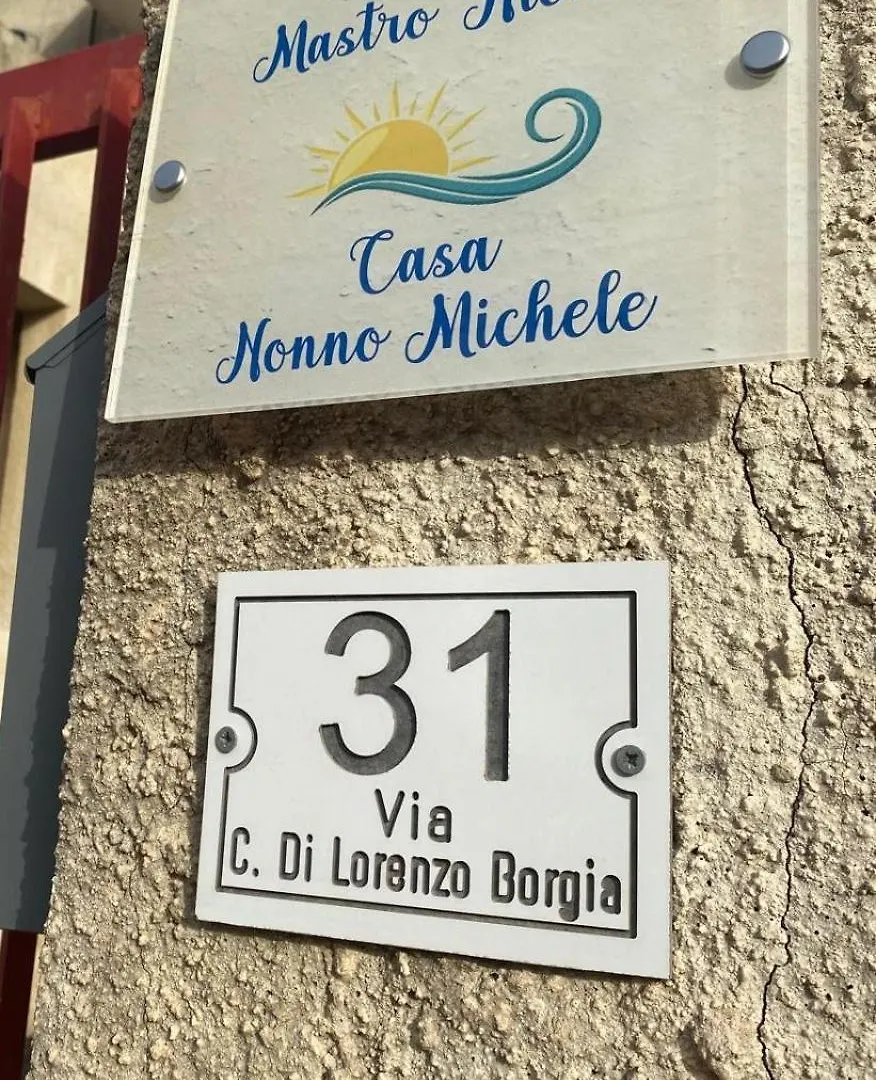 Mastro
Casa
Nonno Michele
31
Via
C. Di Lorenzo Borgia